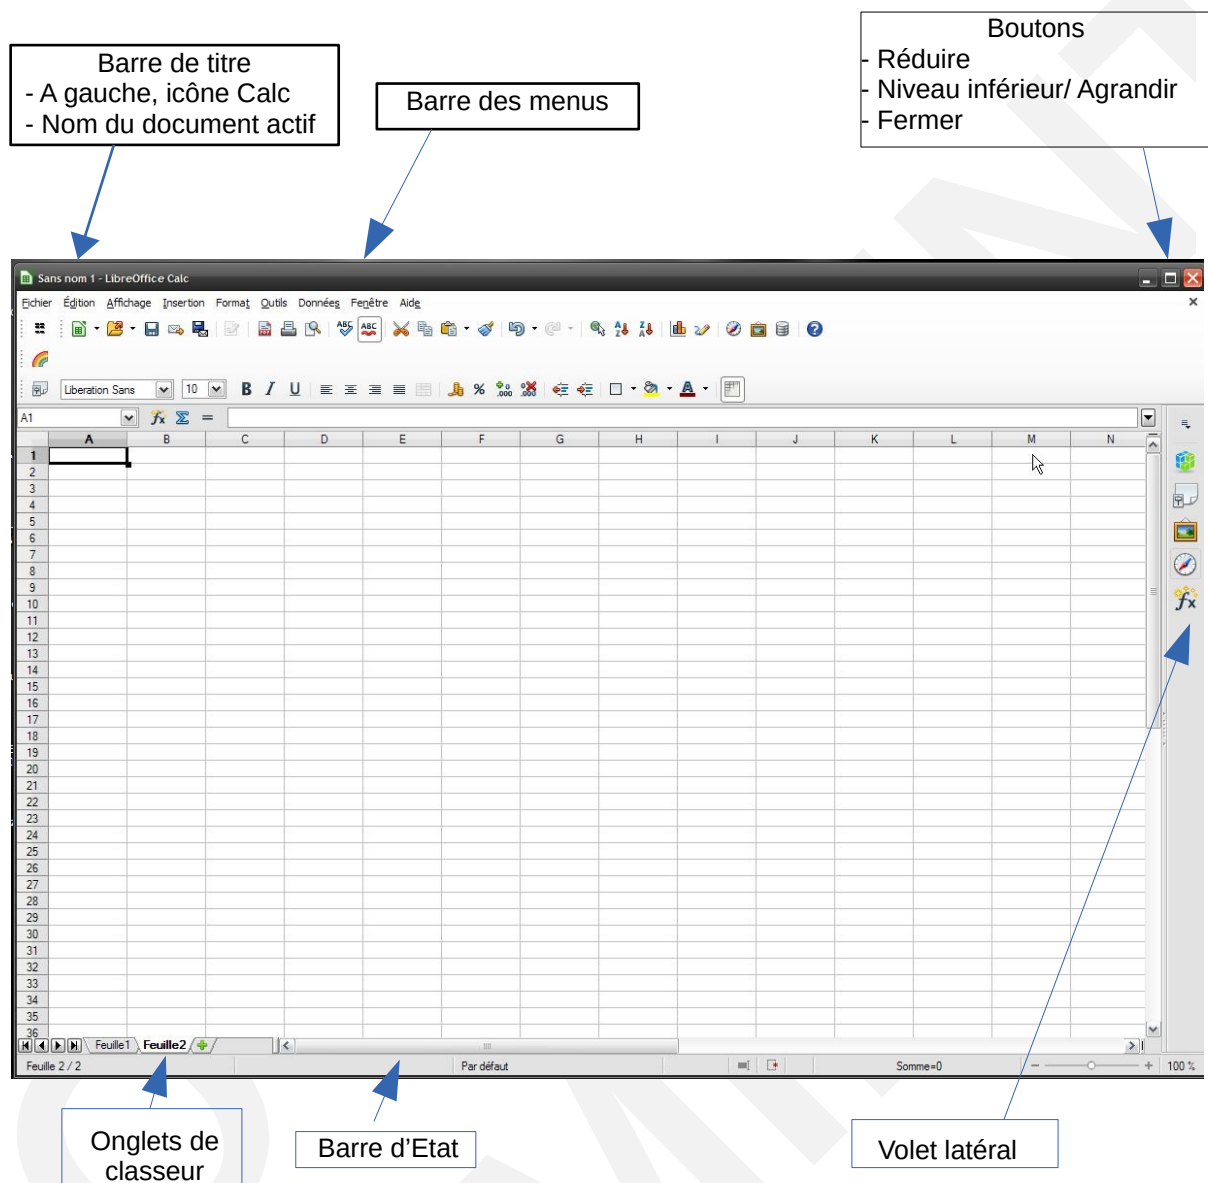 Boutons
- Réduire
- Niveau inférieur/ Agrandir
- Fermer
Barre de titre
- A gauche, icône Calc
- Nom du document actif
Barre des menus
Sans nom 1 - LibreOffice Calc
Fichier Édition Affichage Insertion Format Outils Données Fenêtre Aide
Liberation Sans 10
A1
A B C D E F G H I J K L M N
1
2
3
4
5
6
7
8
9
10
11
12
13
14
15
16
17
18
19
20
21
22
23
24
25
26
27
28
29
30
31
32
33
34
35
36
Feuille1 Feuille2
Feuille 2 / 2 Par défaut Somme=0 100 %
Onglets de
classeur
Barre d’Etat
Volet latéral